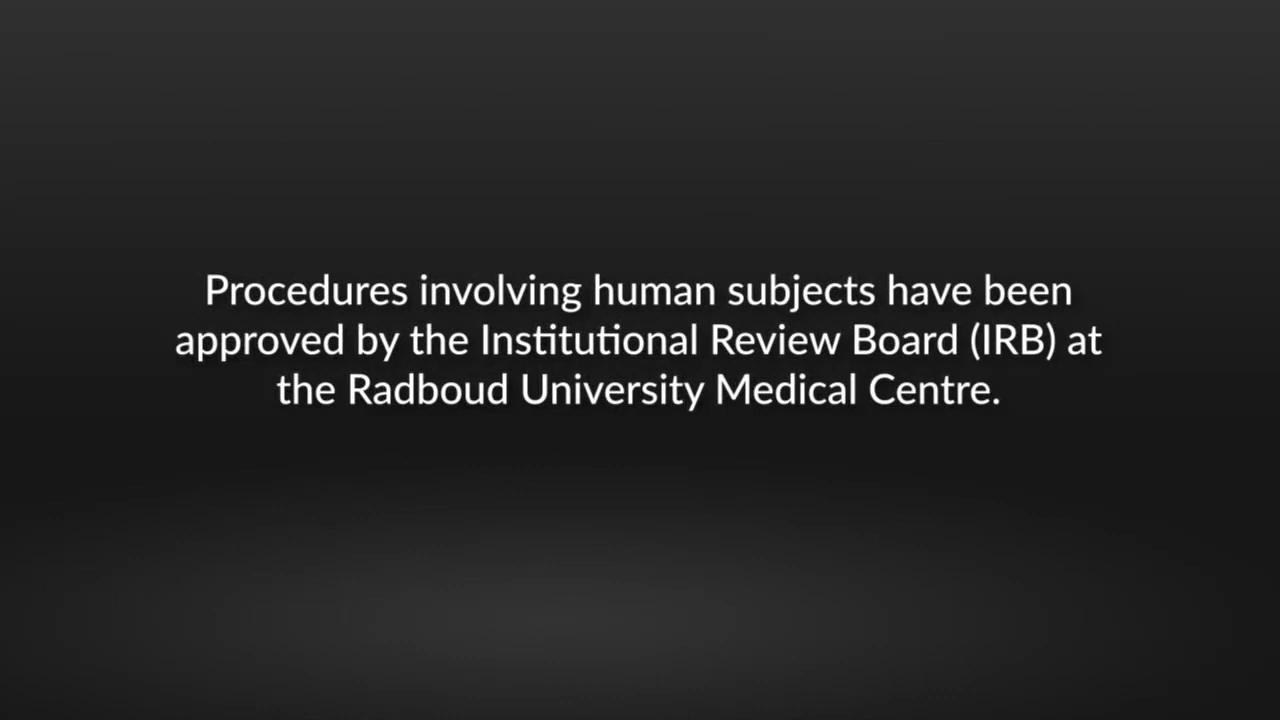 Procedures involving human subjects have been
approved by the Institutional Review Board (IRB) at
the Radboud University Medical Centre.